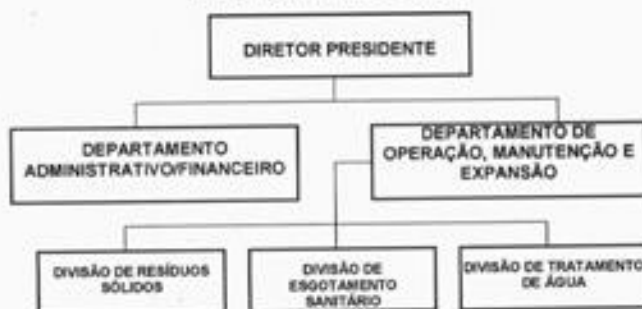 DIRETOR PRESIDENTE
DEPARTAMENTO
ADMINISTRATIVO/FINANCEIRO
DEPARTAMENTO DE
OPERAÇÃO, MANUTENÇÃO E
EXPANSÃO
DIVISÃO DE RESÍDUOS
SÓLIDOS
DIVISÃO DE
ESGOTAMENTO
SANITÁRIO
DIVISÃO DE TRATAMENTO
DE ÁGUA